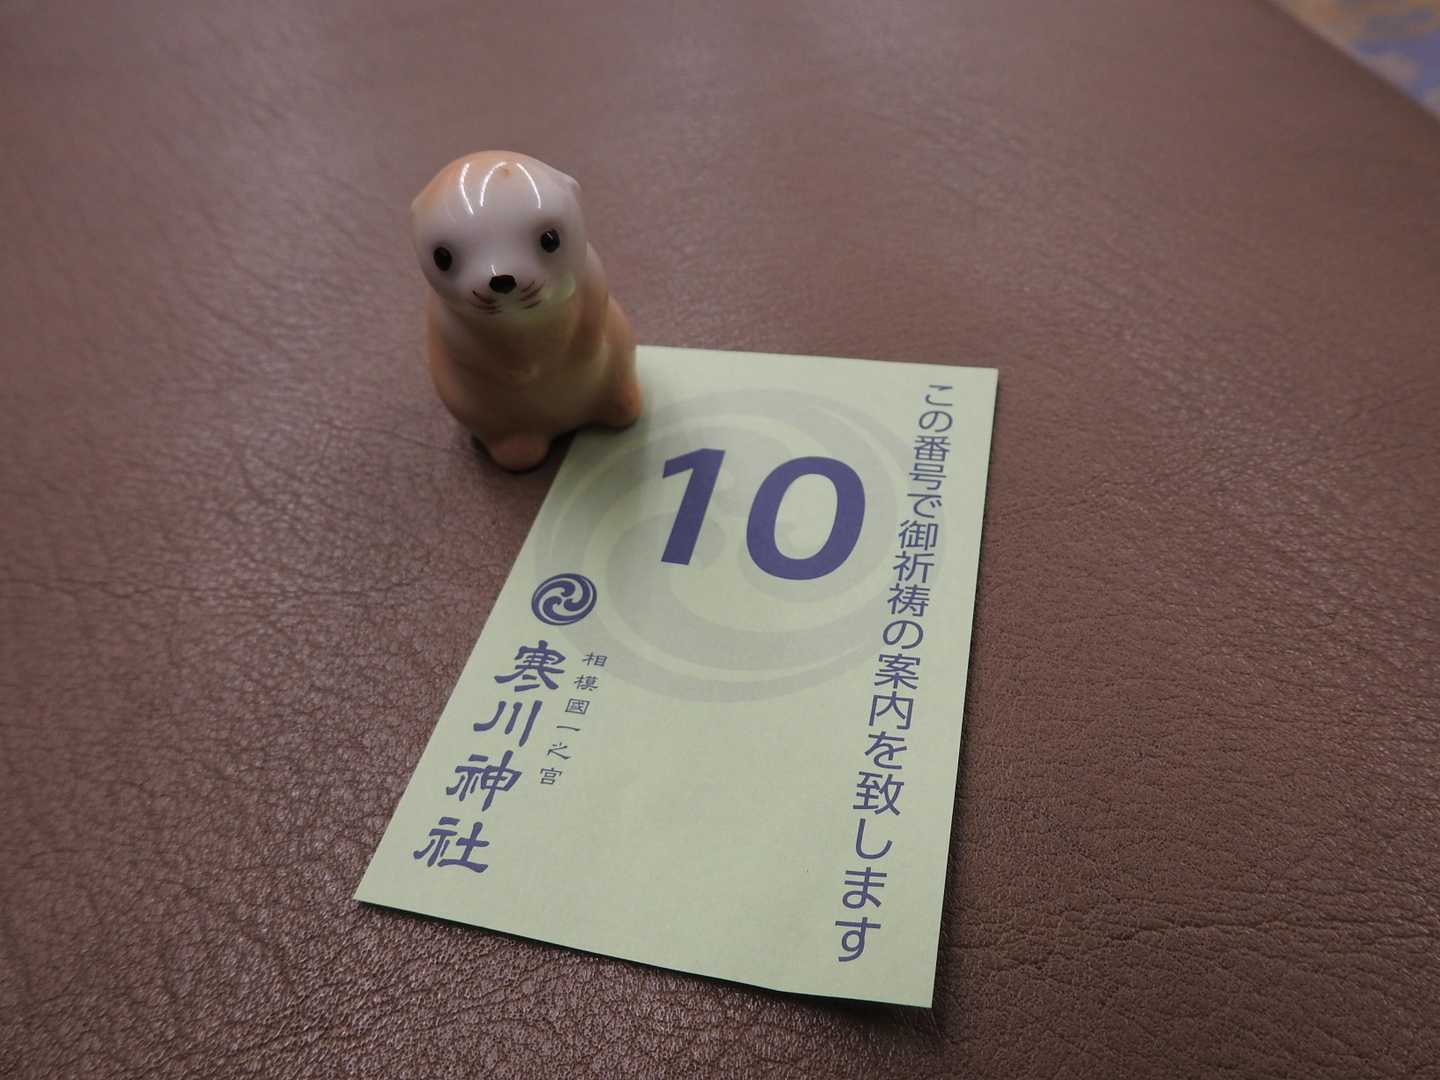 この番号で御祈祷の案内を致します
10
相模國一之宮
寒川神社